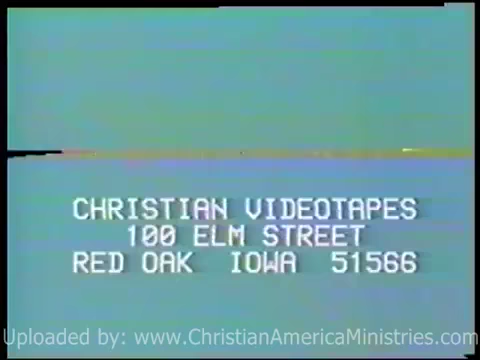 CHRISTIAN VIDEOTAPES
100 ELM STREET
RED OAK IOWA 51566
Uploaded by: www.ChristianAmericaMinistries.com